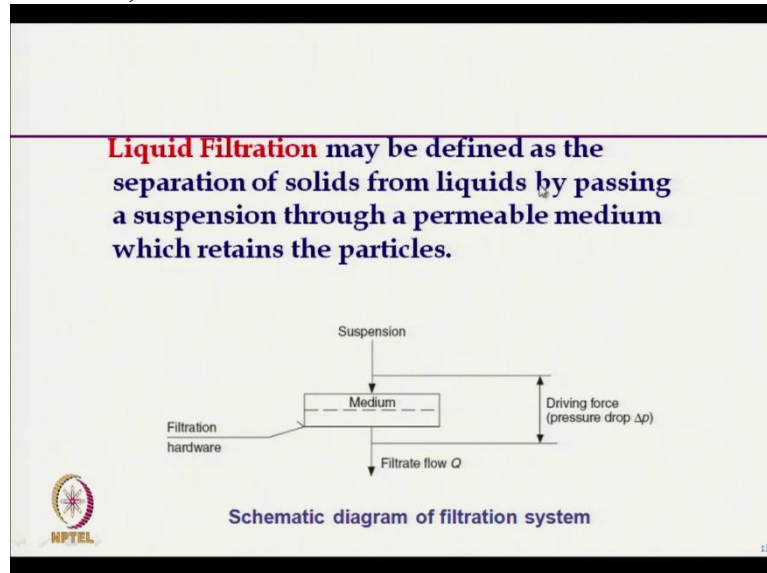 Liquid Filtration may be defined as the
separation of solids from liquids by passing
a suspension through a permeable medium
which retains the particles.
Suspension
Medium
Driving force
(pressure drop Δp)
Filtration
hardware
Filtrate flow Q
Schematic diagram of filtration system
NPTEL